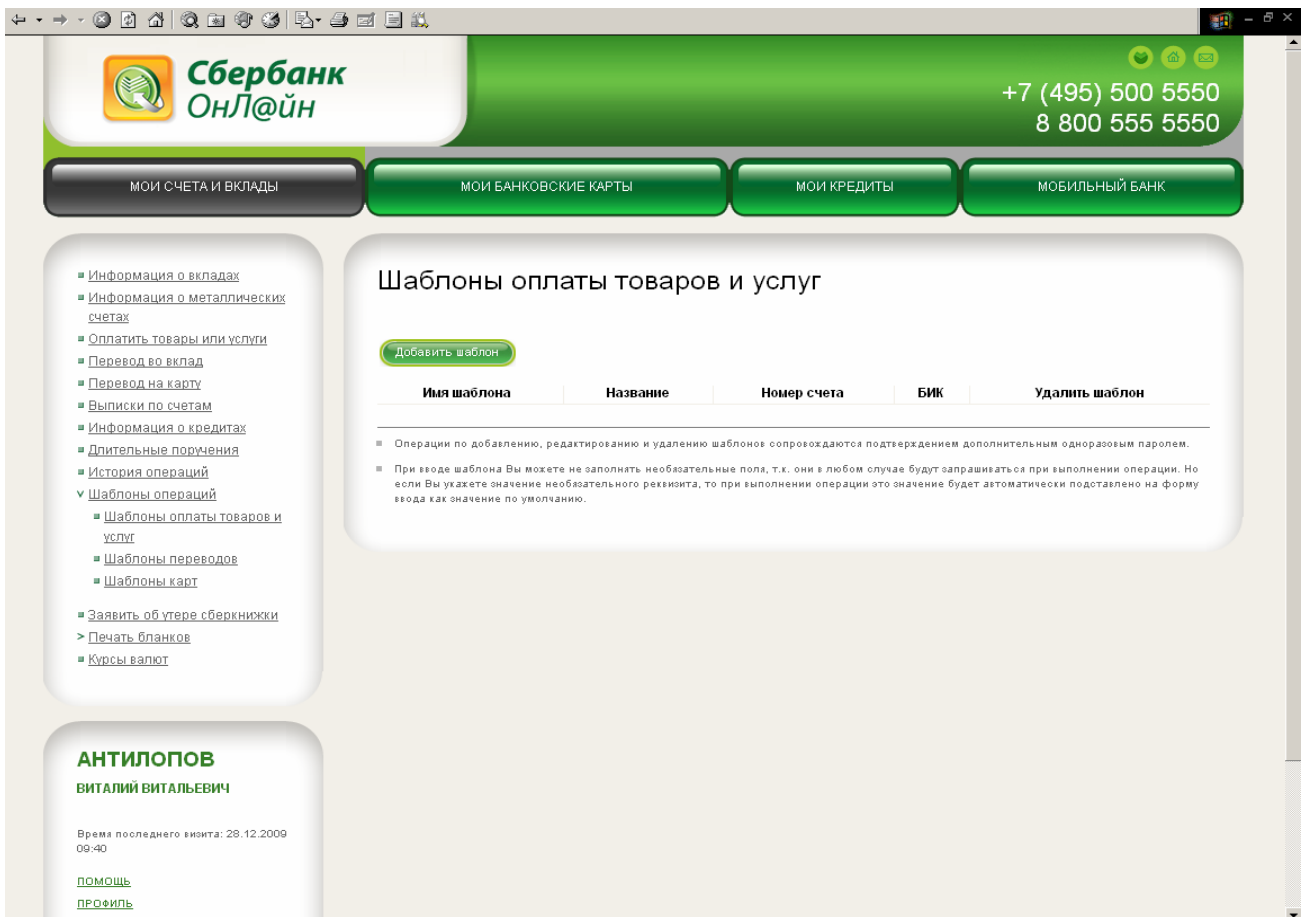 Сбербанк
ОнЛ@йн
+7 (495) 500 5550
8 800 555 5550
МОИ СЧЕТА И ВКЛАДЫ
МОИ БАНКОВСКИЕ КАРТЫ
МОИ КРЕДИТЫ
МОБИЛЬНЫЙ БАНК
Информация о вкладах
Информация о металлических
счетах
Оплатить товары или услуги
Перевод во вклад
Перевод на карту
Выписки по счетам
Информация о кредитах
Длительные поручения
История операций
Шаблоны операций
Шаблоны оплаты товаров и
услуг
Шаблоны переводов
Шаблоны карт
Заявить об утере сберкнижки
Печать бланков
Курсы валют
АНТИЛОПОВ
ВИТАЛИЙ ВИТАЛЬЕВИЧ
Время последнего визита: 28.12.2009
09:40
ПОМОЩЬ
ПРОФИЛЬ
Шаблоны оплаты товаров и услуг
Добавить шаблон
Имя шаблона Название Номер счета БИК Удалить шаблон
Операции по добавлению, редактированию и удалению шаблонов сопровождаются подтверждением дополнительным одноразовым паролем.
При вводе шаблона Вы можете не заполнять необязательные поля, т.к. они в любом случае будут запрашиваться при выполнении операции. Но
если Вы укажете значение необязательного реквизита, то при выполнении операции это значение будет автоматически подставлено на форму
ввода как значение по умолчанию.